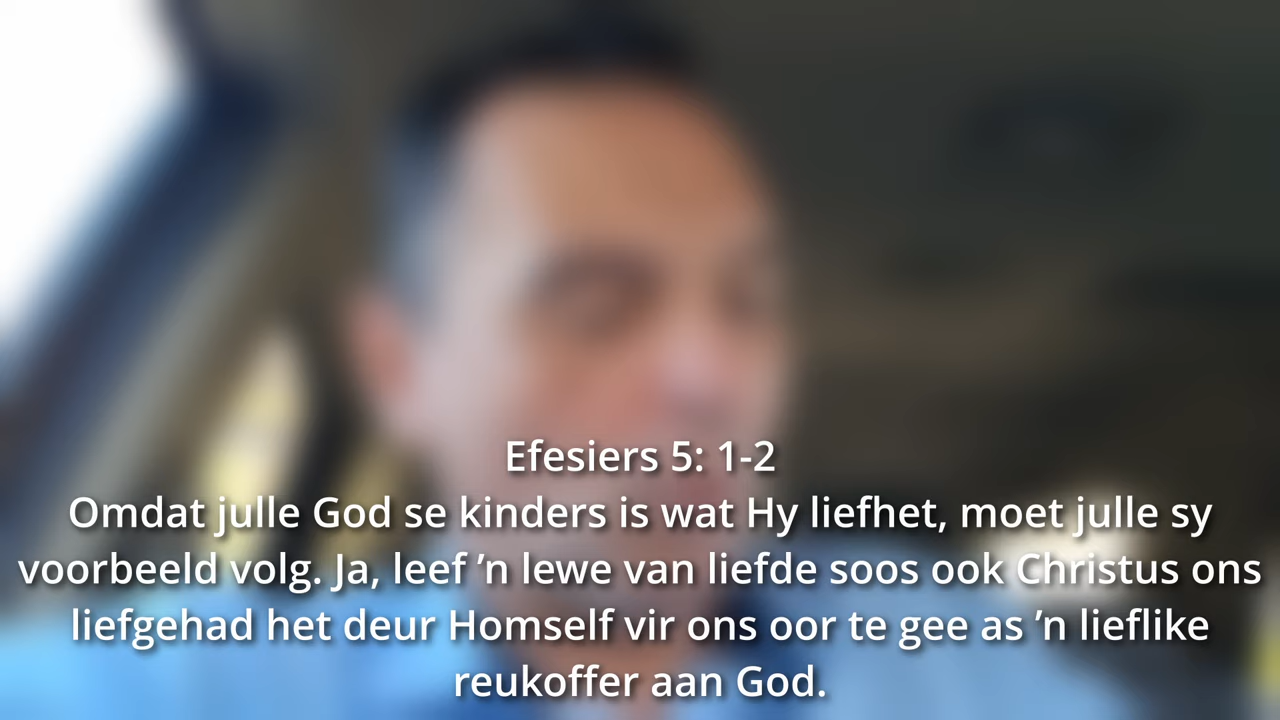 Efesiers 5: 1-2
Omdat julle God se kinders is wat Hy liefhet, moet julle sy
voorbeeld volg. Ja, leef ’n lewe van liefde soos ook Christus ons
liefgehad het deur Homself vir ons oor te gee as ’n lieflike
reukoffer aan God.